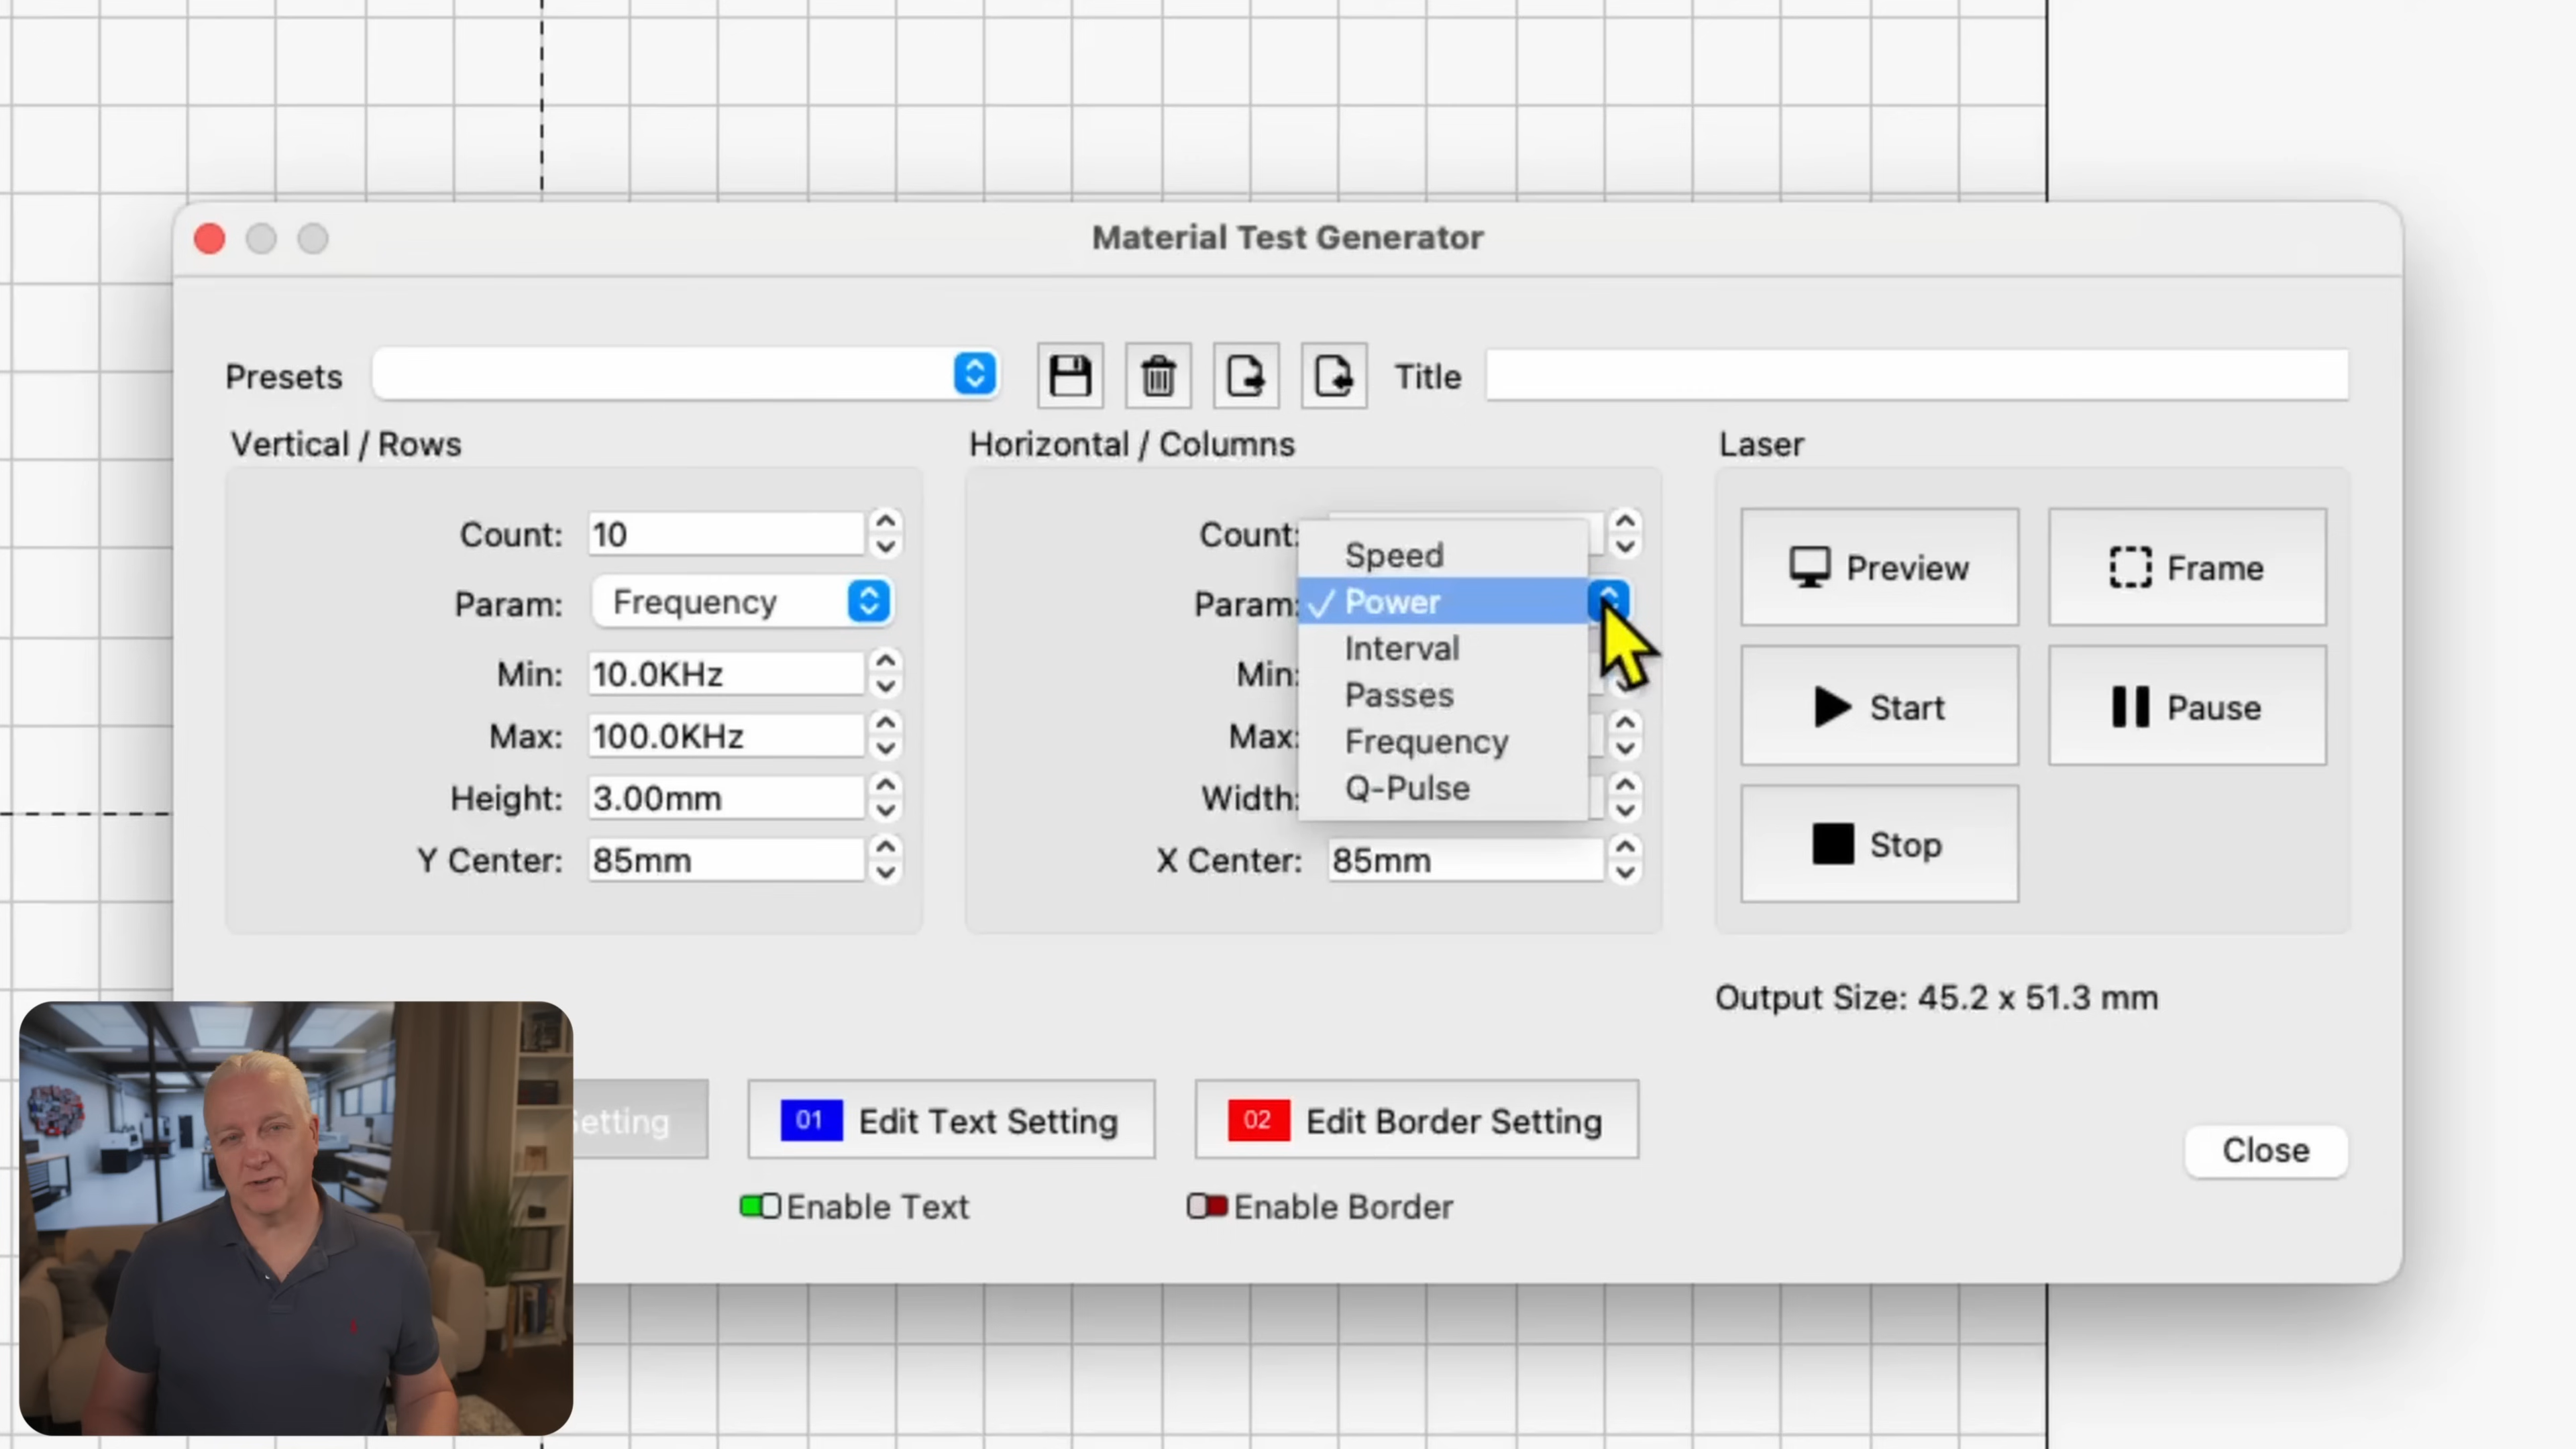 Material Test Generator
Presets
Title
Vertical / Rows
Count: 10
Param: Frequency
Min: 10.0KHz
Max: 100.0KHz
Height: 3.00mm
Y Center: 85mm
Horizontal / Columns
Count:
Param:
Min:
Max:
Width:
X Center: 85mm
Speed
✓ Power
Interval
Passes
Frequency
Q-Pulse
Laser
Preview
Frame
Start
Pause
Stop
Output Size: 45.2 x 51.3 mm
Setting
01 Edit Text Setting
02 Edit Border Setting
Enable Text
Enable Border
Close